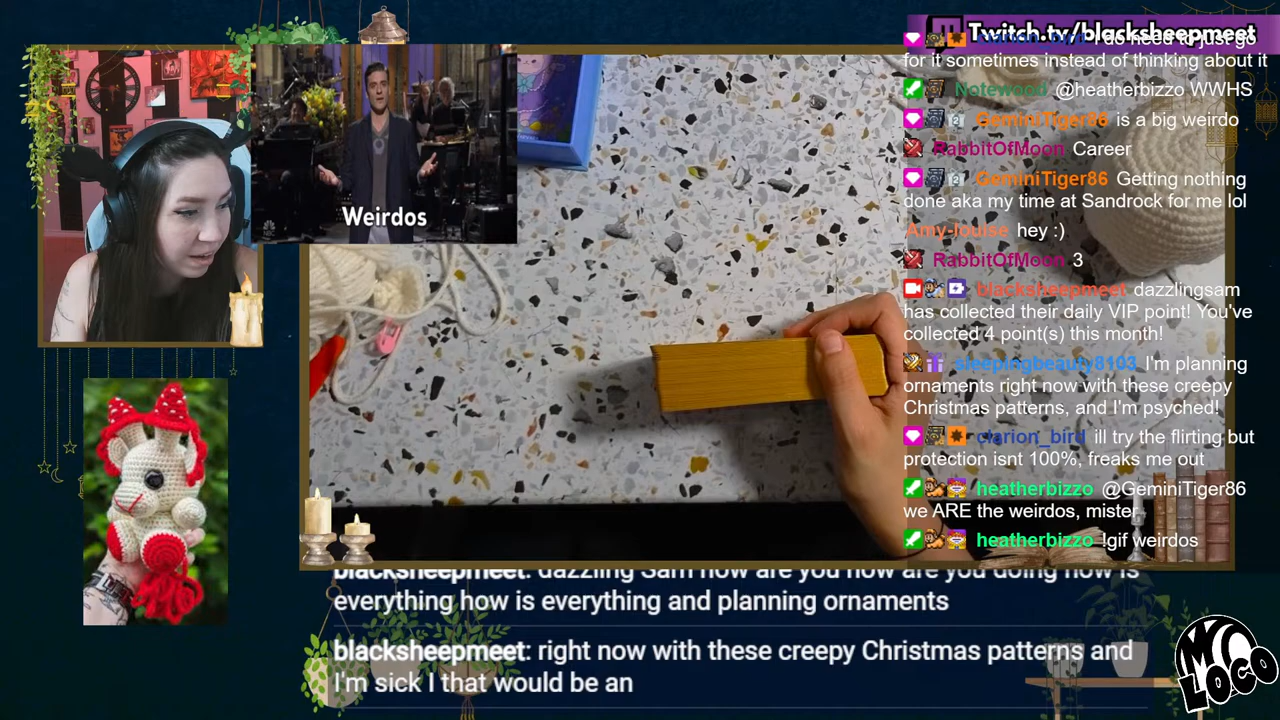 Twitch.tv/blacksheepmeet
for it sometimes instead of thinking about it
Notewood @heatherbizzo WWHS
GeminiTiger86 is a big weirdo
RabbitOfMoon Career
GeminiTiger86 Getting nothing
done aka my time at Sandrock for me lol
Amy-louise hey :)
RabbitOfMoon 3
blacksheepmeet dazzlingsam
has collected their daily VIP point! You've
collected 4 point(s) this month!
sleepingbeauty8103 I'm planning
ornaments right now with these creepy
Christmas patterns, and I'm psyched!
clarion_bird ill try the flirting but
protection isnt 100%, freaks me out
heatherbizzo @GeminiTiger86
we ARE the weirdos, mister
heatherbizzo !gif weirdos
Weirdos
NBC
blacksheepmeet: dazzling Sam how are you how are you doing how is
everything how is everything and planning ornaments
blacksheepmeet: right now with these creepy Christmas patterns and
I'm sick I that would be an
MC
LOCO